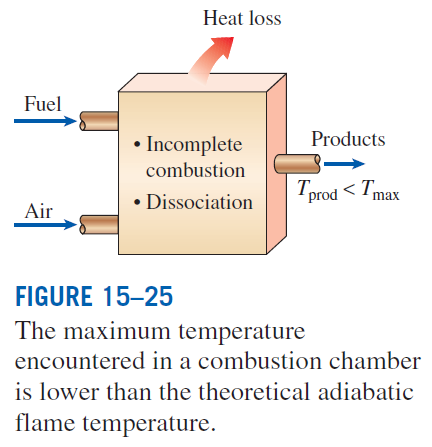 Heat loss
Fuel
• Incomplete
combustion
• Dissociation
Products
T_prod < T_max
Air
FIGURE 15–25
The maximum temperature
encountered in a combustion chamber
is lower than the theoretical adiabatic
flame temperature.